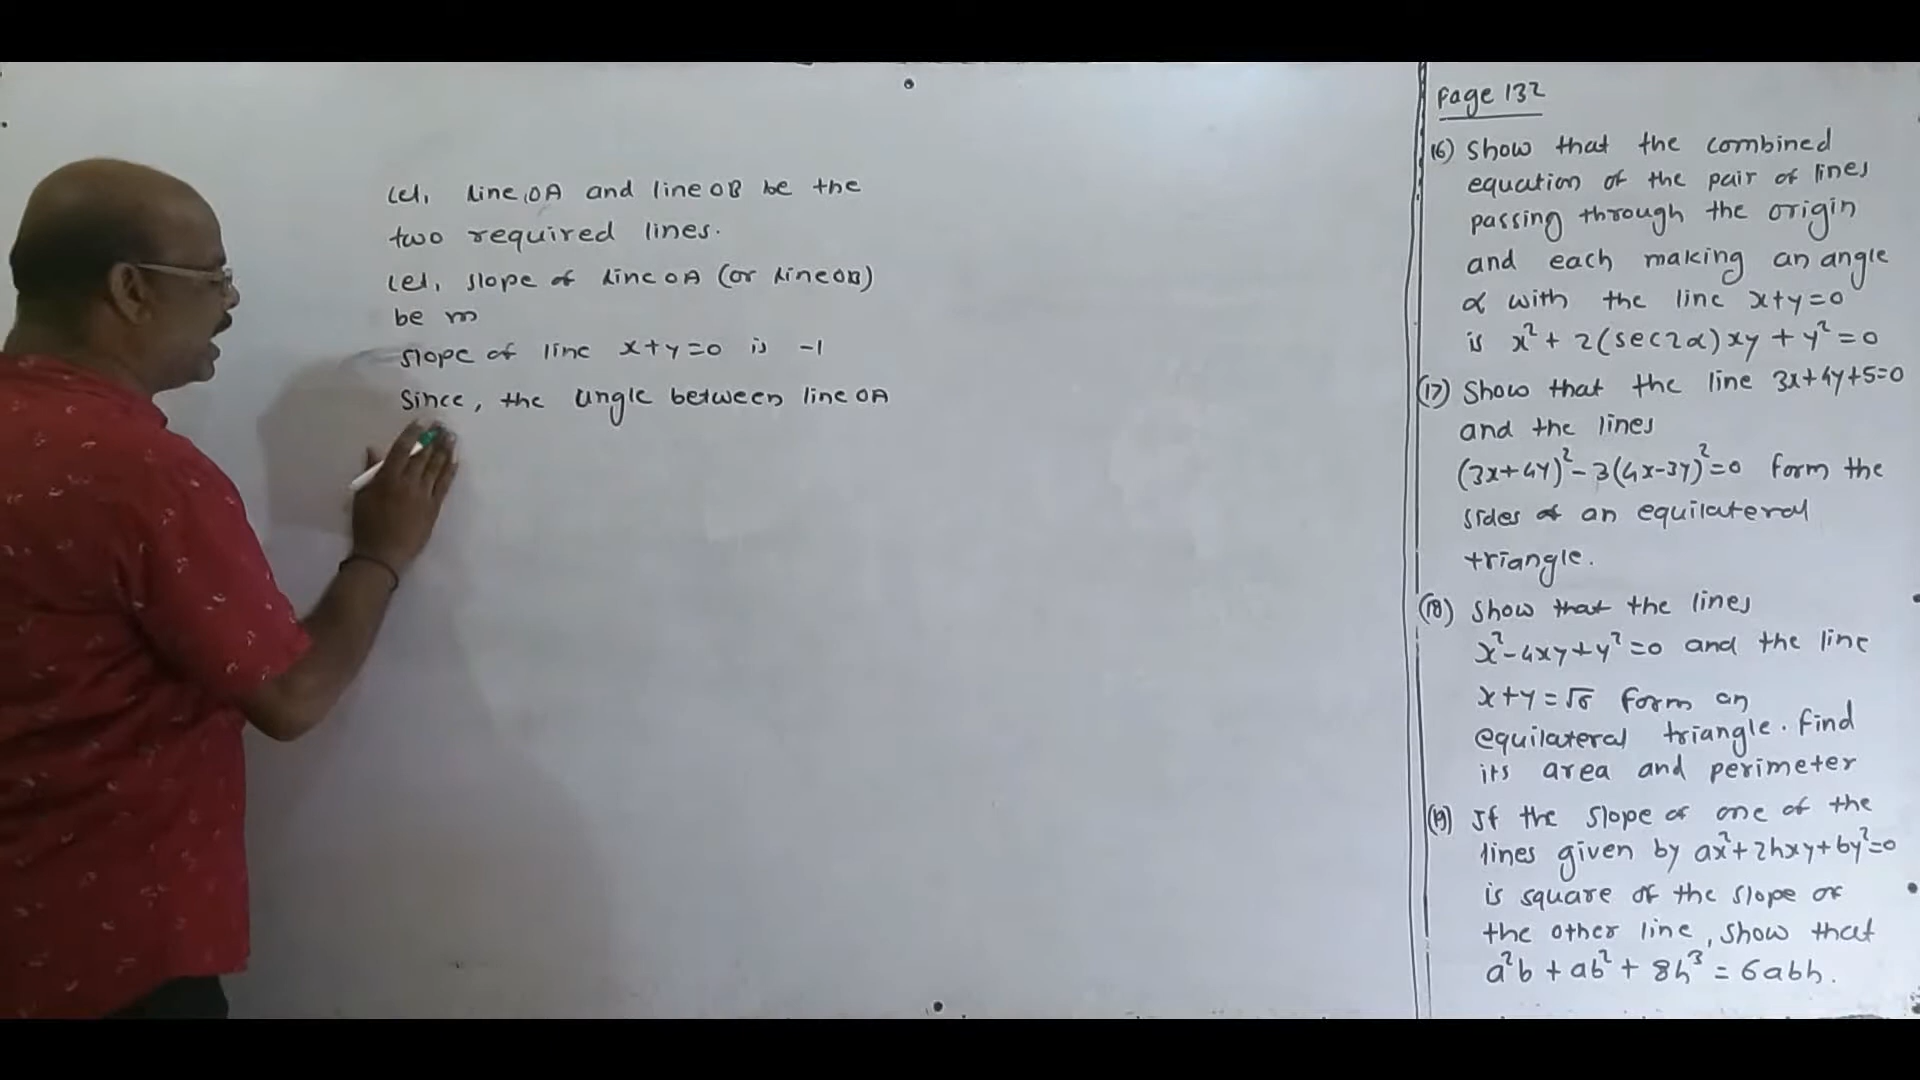 Let, line OA and line OB be the
two required lines.
Let, slope of line OA (or line OB)
be m
slope of line x+y=0 is -1
Since, the angle between line OA
Page 132
16) Show that the combined
equation of the pair of lines
passing through the origin
and each making an angle
α with the line x+y=0
is x²+2(sec2α)xy+y²=0
(17) Show that the line 3x+4y+5=0
and the lines
(3x+4y)²-3(4x-3y)²=0 form the
sides of an equilateral
triangle.
(18) Show that the lines
x²-4xy+y²=0 and the line
x+y=√6 form an
equilateral triangle. Find
its area and perimeter
(19) If the slope of one of the
lines given by ax²+2hxy+by²=0
is square of the slope of
the other line, show that
a²b+ab²+8h³=6abh.